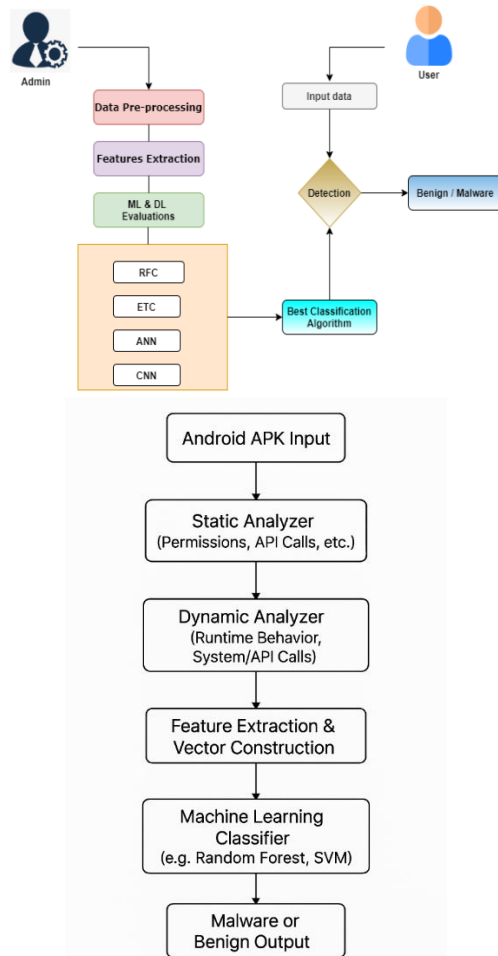 Admin
User
Data Pre-processing
Input data
Features Extraction
Detection
Benign / Malware
ML & DL
Evaluations
RFC
ETC
ANN
CNN
Best Classification
Algorithm
Android APK Input
Static Analyzer
(Permissions, API Calls, etc.)
Dynamic Analyzer
(Runtime Behavior,
System/API Calls)
Feature Extraction &
Vector Construction
Machine Learning
Classifier
(e.g. Random Forest, SVM)
Malware or
Benign Output